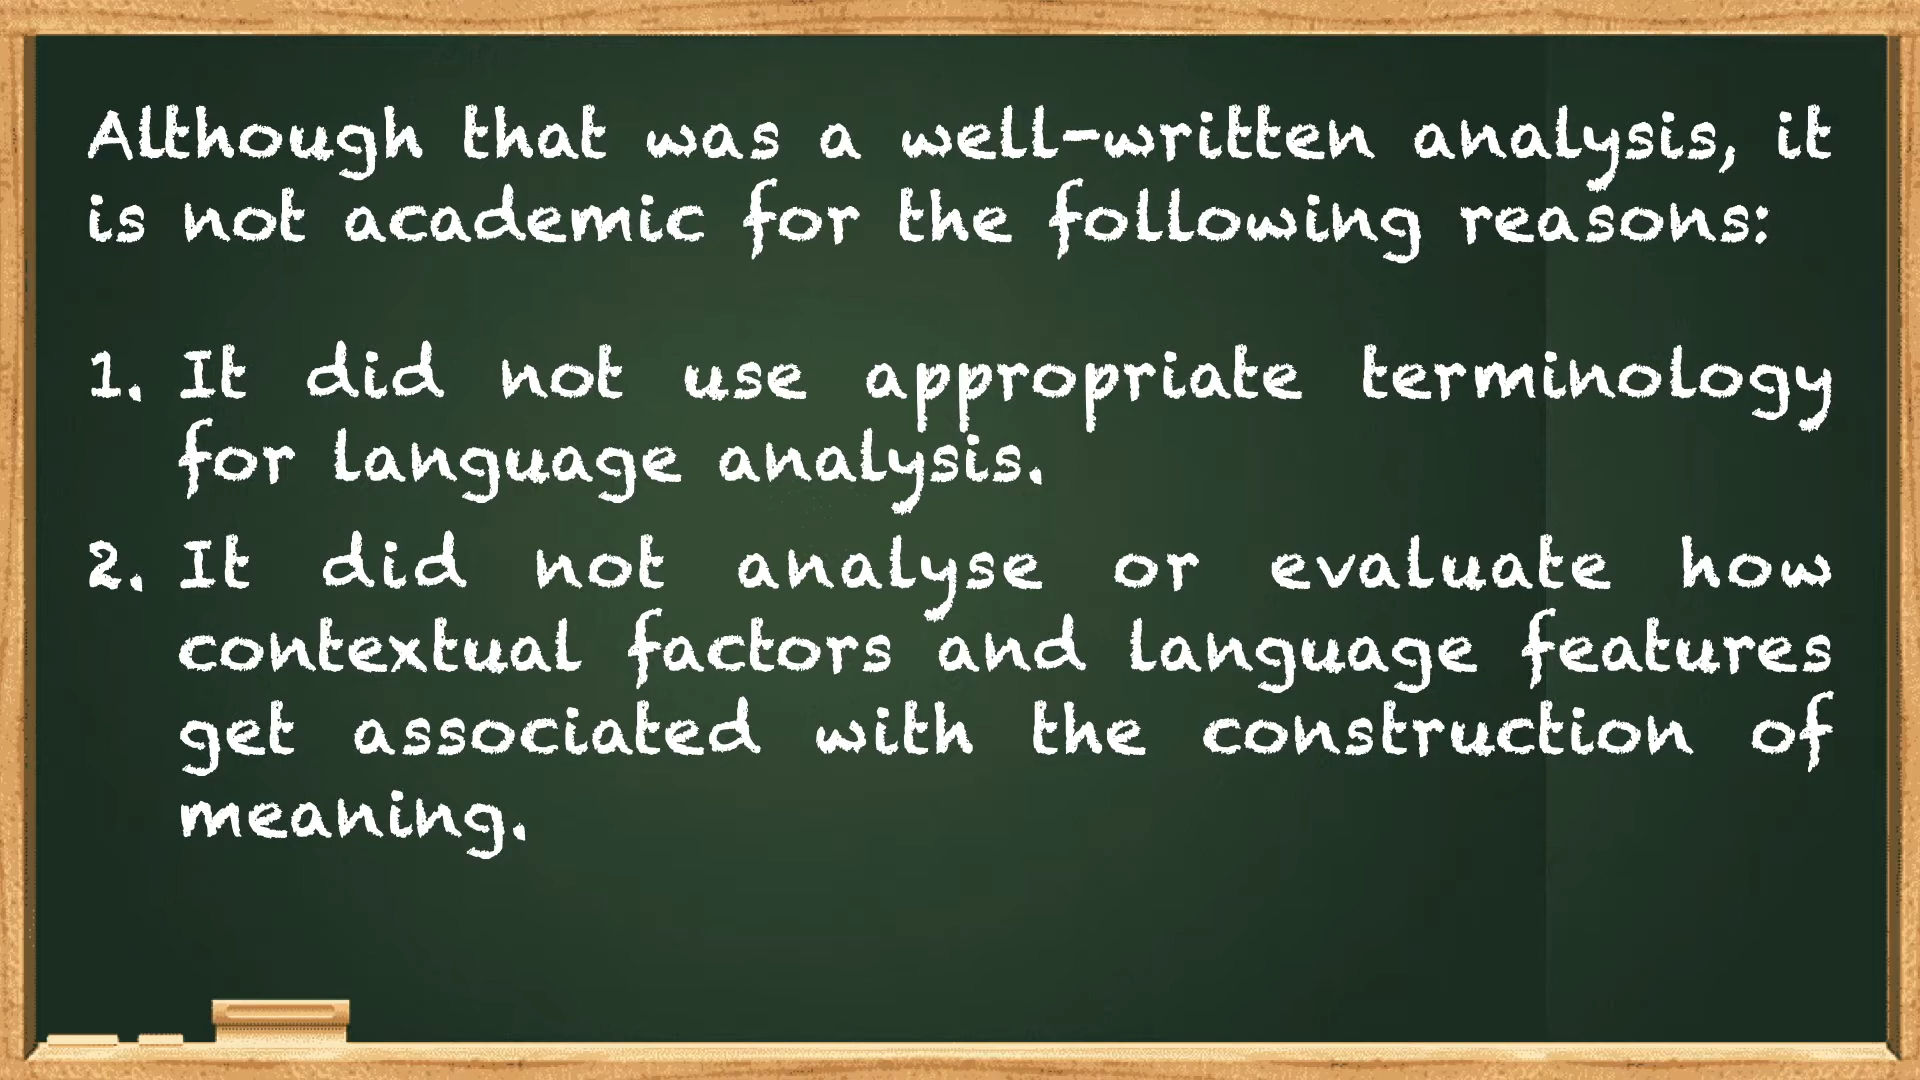 Although that was a well-written analysis, it
is not academic for the following reasons:
1. It did not use appropriate terminology
for language analysis.
2. It did not analyse or evaluate how
contextual factors and language features
get associated with the construction of
meaning.